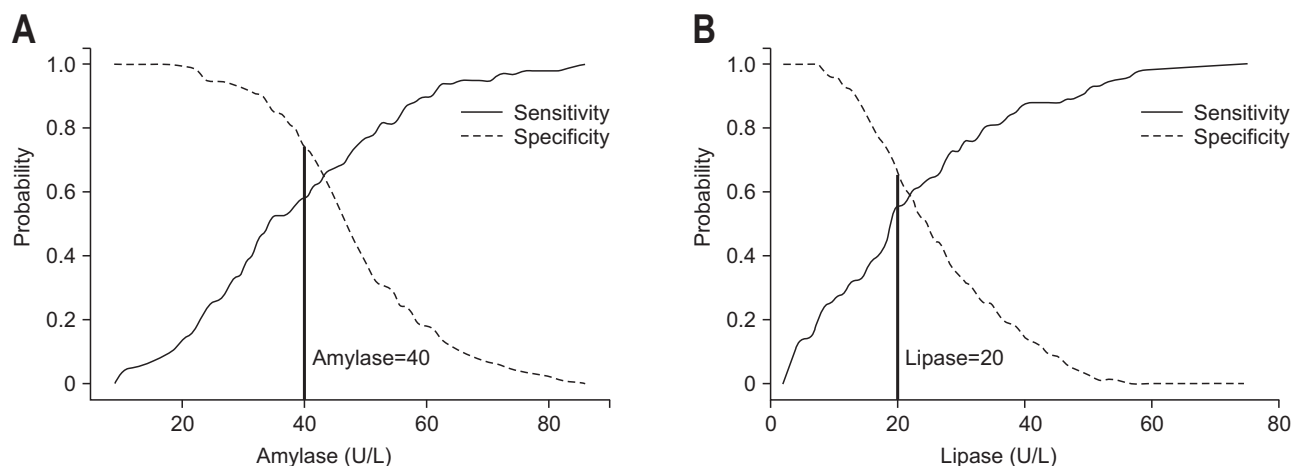 A
Probability
1.0
0.8
0.6
0.4
0.2
0
Sensitivity
Specificity
Amylase=40
20
40
60
80
Amylase (U/L)
B
Probability
1.0
0.8
0.6
0.4
0.2
0
Sensitivity
Specificity
Lipase=20
0
20
40
60
80
Lipase (U/L)